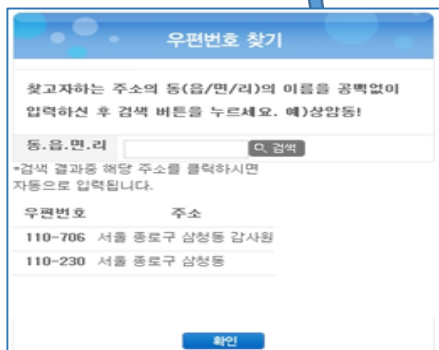 우편번호 찾기
찾고자하는 주소의 동(읍/면/리)의 이름을 공백없이
입력하신 후 검색 버튼을 누르세요. 예)상암동!
동.읍.면.리 검색
*검색 결과중 해당 주소를 클릭하시면
자동으로 입력됩니다.
우편번호 주소
110-706 서울 종로구 삼청동 감사원
110-230 서울 종로구 삼청동
확인